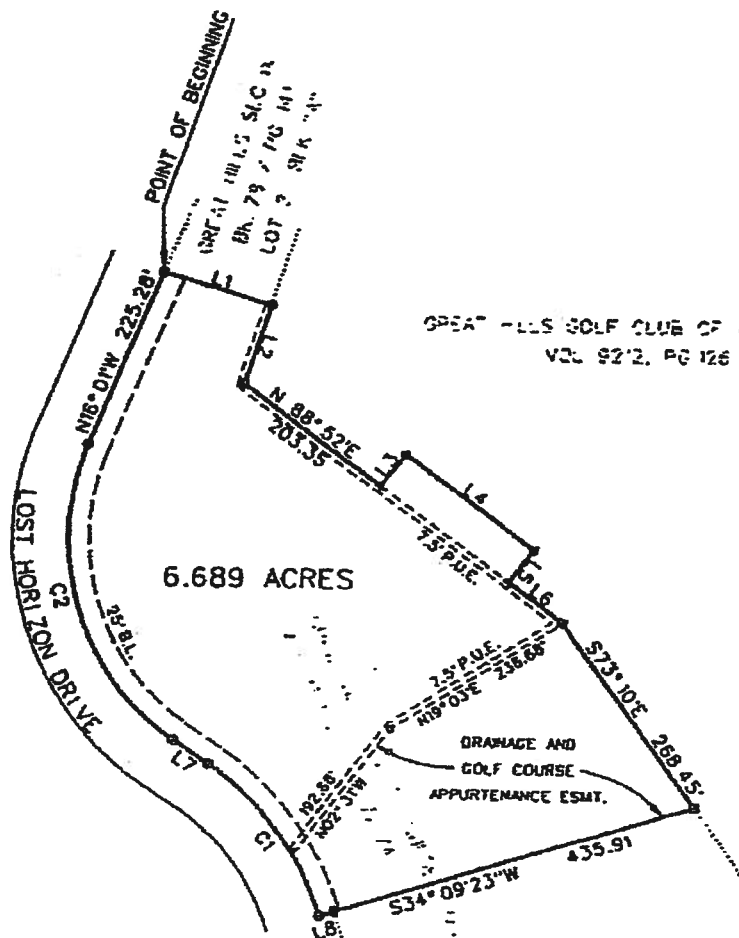 POINT OF BEGINNING
LOT
L1
L2
GREAT HILLS GOLF CLUB OF
VOL 9212, PG 126
N16°01'W 225.28'
N 88°52'E
203.35
L3
L4
L5
L6
7.5' P.U.E.
6.689 ACRES
C2
25' B.L.
LOST HORIZON DRIVE
7.5' P.U.E.
N19°03'E 236.68'
S73°10'E 268.45'
DRAINAGE AND
GOLF COURSE
APPURTENANCE ESMT.
L7
192.88'
C1
435.91
S34°09'23"W
L8